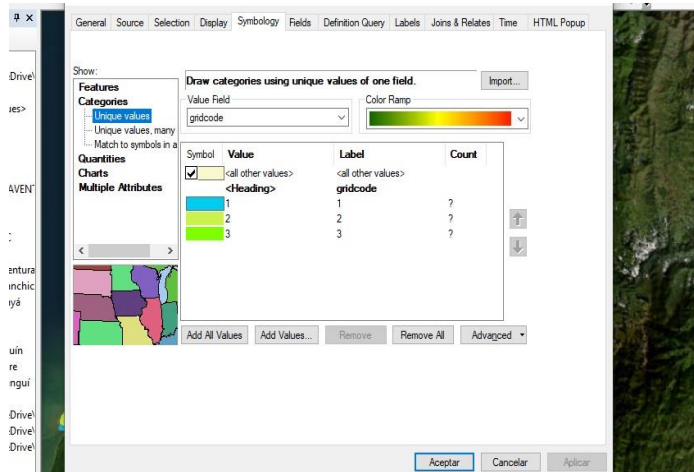 General Source Selection Display Symbology Fields Definition Query Labels Joins & Relates Time HTML Popup
Show:
Features
Categories
Unique values
Unique values, many
Match to symbols in a
Quantities
Charts
Multiple Attributes
Draw categories using unique values of one field.
Import...
Value Field
gridcode
Color Ramp
Symbol Value Label Count
<all other values> <all other values>
<Heading> gridcode
1 1 ?
2 2 ?
3 3 ?
Add All Values Add Values... Remove Remove All Advanced
Aceptar Cancelar Aplicar
:Drive\
ues>
AVENT
entura
nchic
yá
uín
re
nguí
:Drive\
:Drive\
:Drive\